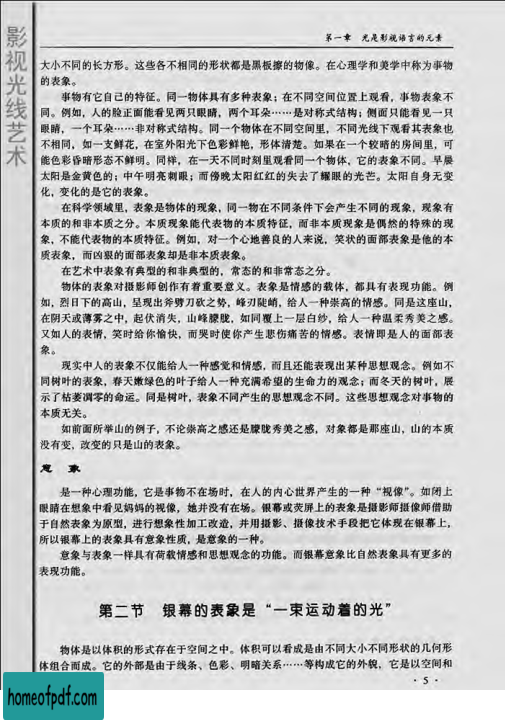 影视光线艺术
第一章 光是影视语言的元素
大小不同的长方形。这些各不相同的形状都是黑板擦的物像。在心理学和美学中称为事物
的表象。
事物有它自己的特征。同一物体具有多种表象；在不同空间位置上观看，事物表象不
同。例如，人的脸正面能看见两只眼睛，两个耳朵……是对称式结构；侧面只能看见一只
眼睛，一个耳朵……非对称式结构。同一个物体在不同空间里，不同光线下观看其表象也
不相同，如一支鲜花，在室外阳光下色彩鲜艳，形体清楚。如果在一个较暗的房间里，可
能色彩昏暗形态不鲜明。同样，在一天不同时刻里观看同一个物体，它的表象不同。早晨
太阳是金黄色的；中午明亮刺眼；而傍晚太阳红红的失去了耀眼的光芒。太阳自身无变
化，变化的是它的表象。
在科学领域里，表象是物体的现象，同一物在不同条件下会产生不同的现象，现象有
本质的和非本质之分。本质现象能代表物的本质特征，而非本质现象是偶然的特殊的现
象，不能代表物的本质特征。例如，对一个心地善良的人来说，笑状的面部表象是他的本
质表象，而凶狠的面部表象却是非本质表象。
在艺术中表象有典型的和非典型的，常态的和非常态之分。
物体的表象对摄影师创作有着重要意义。表象是情感的载体，都具有表现功能。例
如，烈日下的高山，呈现出斧劈刀砍之势，峰刃陡峭，给人一种崇高的情感。同是这座山，
在阴天或薄雾之中，起伏消失，山峰朦胧，如同覆上一层白纱，给人一种温柔秀美之感。
又如人的表情，笑时给你愉快，而哭时使你产生悲伤痛苦的情感。表情即是人的面部表
象。
现实中人的表象不仅能给人一种感觉和情感，而且还能表现出某种思想观念。例如不
同树叶的表象，春天嫩绿色的叶子给人一种充满希望的生命力的观念；而冬天的树叶，展
示了枯萎凋零的命运。同是树叶，表象不同产生的思想观念不同。这些思想观念对事物的
本质无关。
如前面所举山的例子，不论崇高之感还是朦胧秀美之感，对象都是那座山，山的本质
没有变，改变的只是山的表象。
意 象
是一种心理功能，它是事物不在场时，在人的内心世界产生的一种“视像”。如闭上
眼睛在想象中看见妈妈的视像，她并没有在场。银幕或荧屏上的表象是摄影师摄像师借助
于自然表象为原型，进行想象性加工改造，并用摄影、摄像技术手段把它体现在银幕上，
所以银幕上的表象具有意象性质，是意象的一种。
意象与表象一样具有荷载情感和思想观念的功能。而银幕意象比自然表象具有更多的
表现功能。
第二节 银幕的表象是“一束运动着的光”
物体是以体积的形式存在于空间之中。体积可以看成是由不同大小不同形状的几何形
体组合而成。它的外部是由于线条、色彩、明暗关系……等构成它的外貌，它是以空间和
· 5 ·
homeofpdf.com